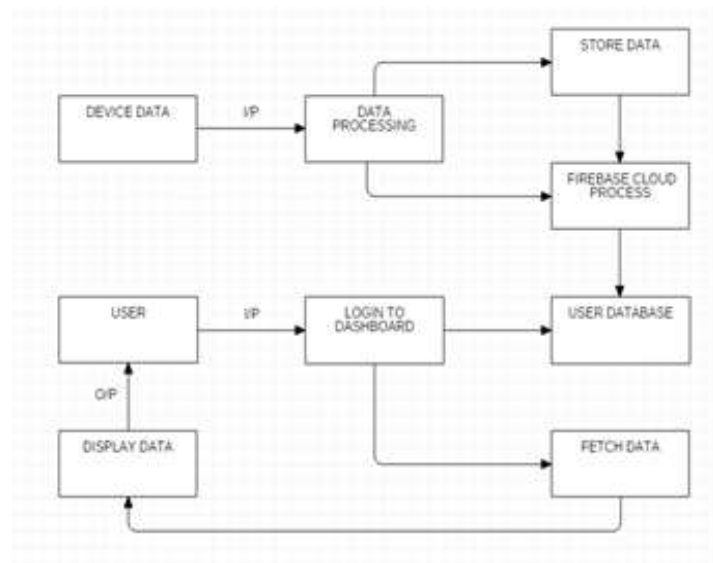 STORE DATA
DEVICE DATA
I/P
DATA
PROCESSING
FIREBASE CLOUD
PROCESS
USER
I/P
LOGIN TO
DASHBOARD
USER DATABASE
O/P
DISPLAY DATA
FETCH DATA